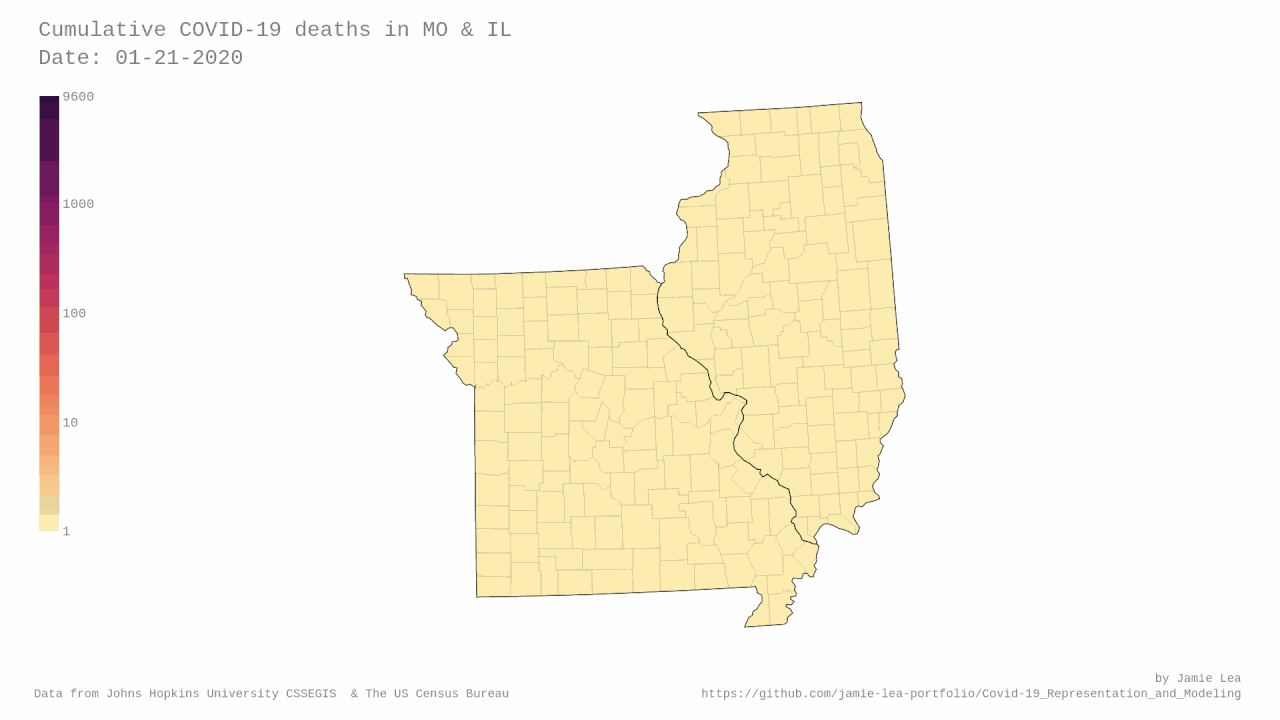 Cumulative COVID-19 deaths in MO & IL
Date: 01-21-2020
9600
1000
100
10
1
by Jamie Lea
Data from Johns Hopkins University CSSEGIS  & The US Census Bureau
https://github.com/jamie-lea-portfolio/Covid-19_Representation_and_Modeling